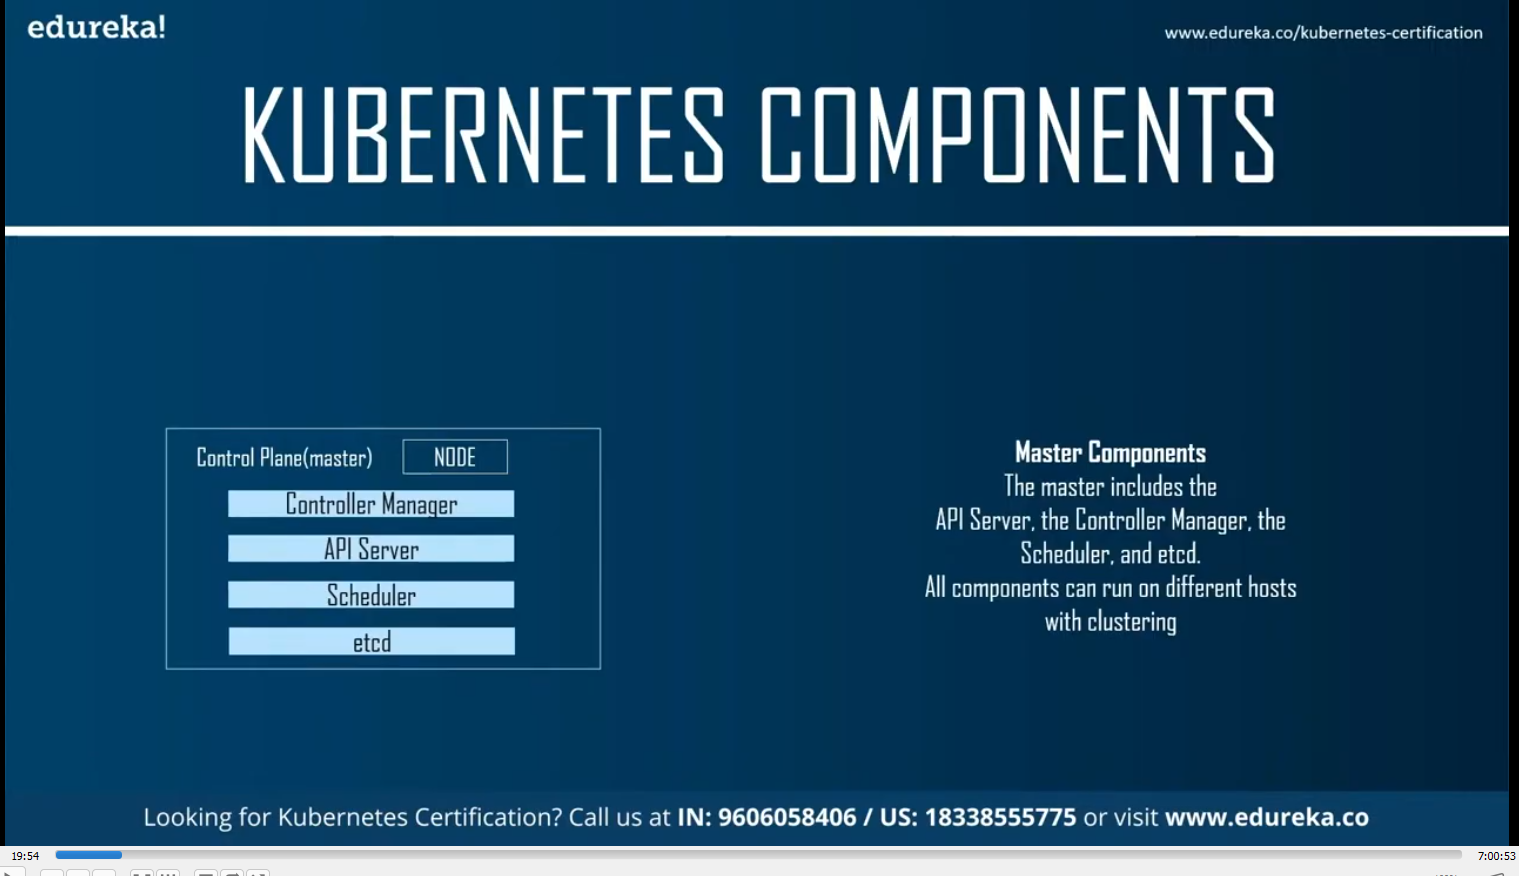 edureka!
www.edureka.co/kubernetes-certification
KUBERNETES COMPONENTS
Control Plane(master)
NODE
Controller Manager
API Server
Scheduler
etcd
Master Components
The master includes the
API Server, the Controller Manager, the
Scheduler, and etcd.
All components can run on different hosts
with clustering
Looking for Kubernetes Certification? Call us at IN: 9606058406 / US: 18338555775 or visit www.edureka.co
19:54
7:00:53